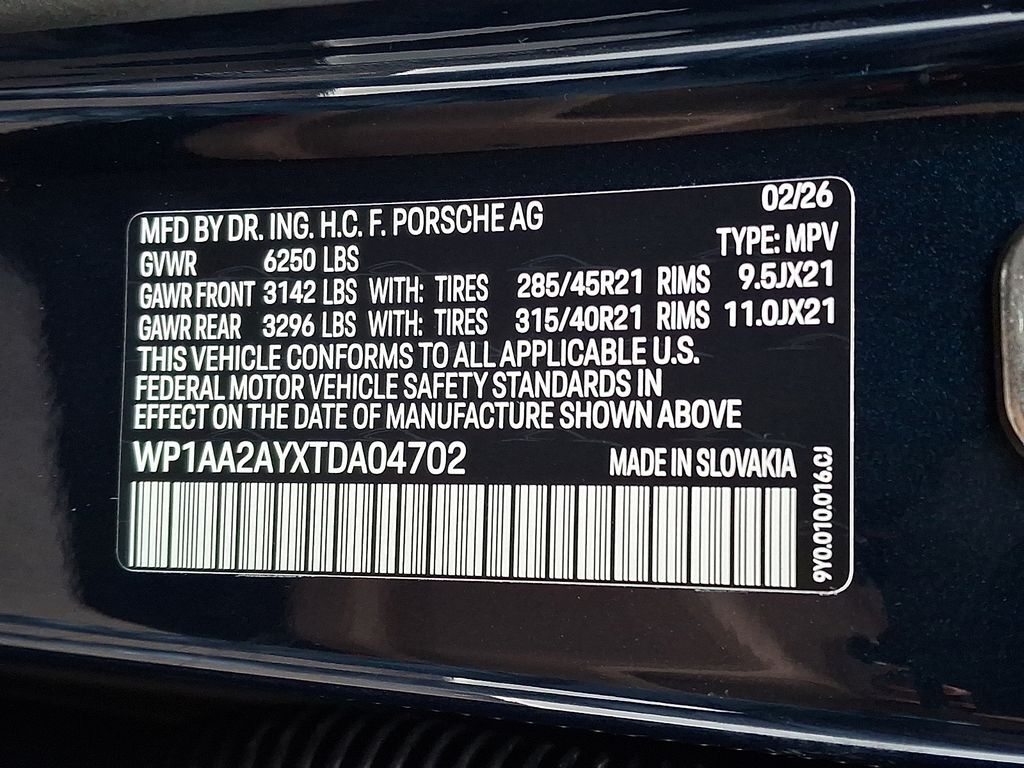 02/26
MFD BY DR. ING. H.C. F. PORSCHE AG
TYPE: MPV
GVWR 6250 LBS
GAWR FRONT 3142 LBS WITH: TIRES 285/45R21 RIMS 9.5JX21
GAWR REAR 3296 LBS WITH: TIRES 315/40R21 RIMS 11.0JX21
THIS VEHICLE CONFORMS TO ALL APPLICABLE U.S.
FEDERAL MOTOR VEHICLE SAFETY STANDARDS IN
EFFECT ON THE DATE OF MANUFACTURE SHOWN ABOVE
WP1AA2AYXTDA04702 MADE IN SLOVAKIA
9Y0.010.016.CJ